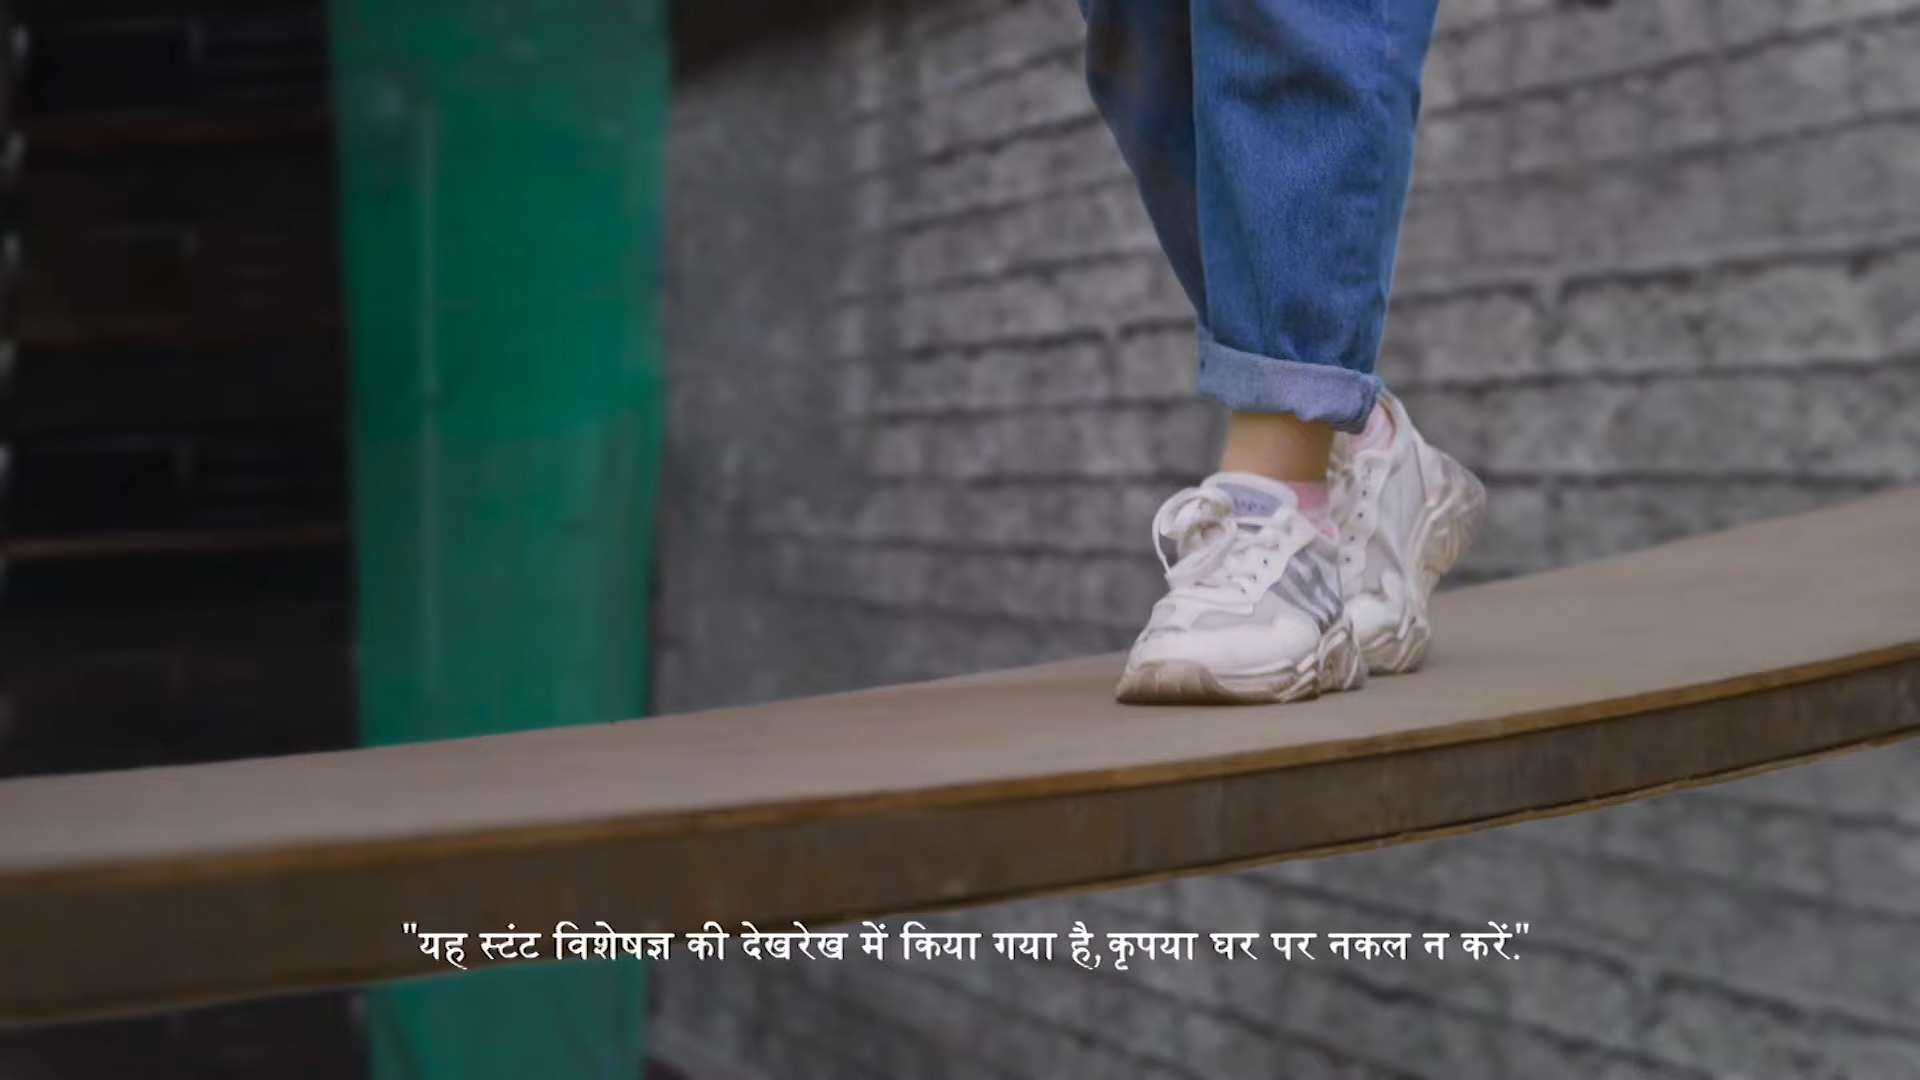 "यह स्टंट विशेषज्ञ की देखरेख में किया गया है,कृपया घर पर नकल न करें."